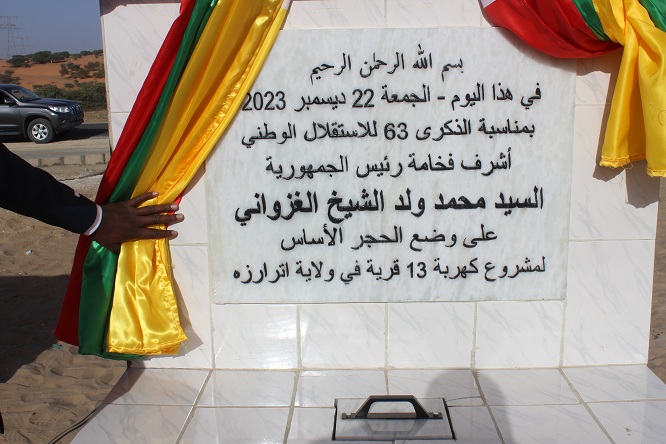 بسم الله الرحمن الرحيم
في هذا اليوم - الجمعة 22 ديسمبر 2023
بمناسبة الذكرى 63 للاستقلال الوطني
أشرف فخامة رئيس الجمهورية
السيد محمد ولد الشيخ الغزواني
على وضع الحجر الأساس
لمشروع كهربة 13 قرية في ولاية اترارزه